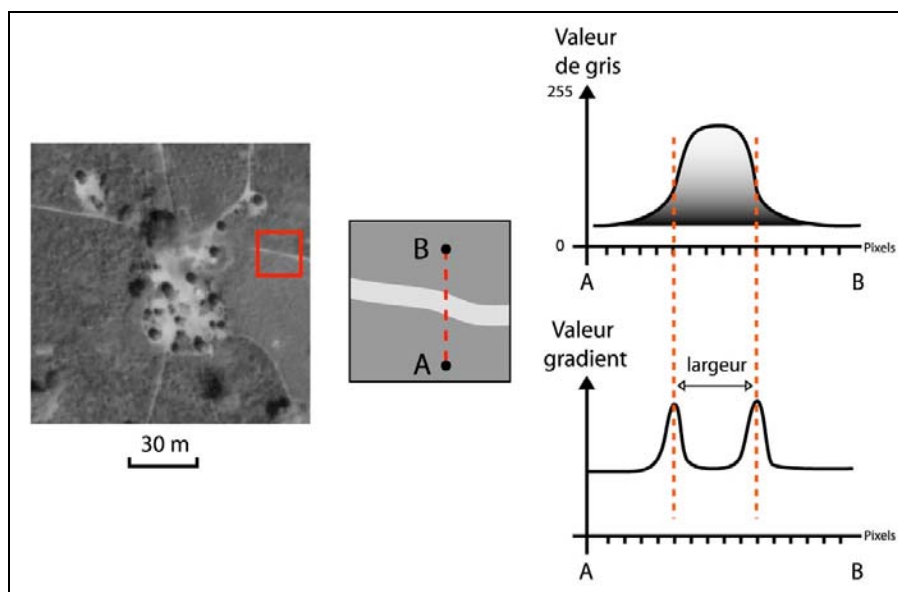 30 m
B
A
Valeur
de gris
255
0
Pixels
A
B
Valeur
gradient
largeur
Pixels
A
B